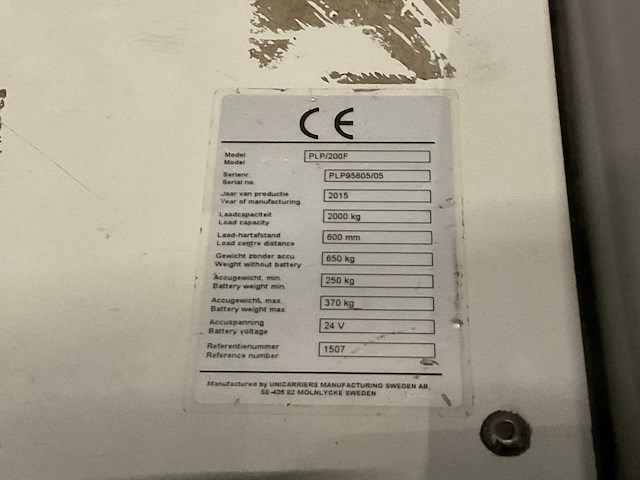 CE
Model PLP/200F
Model
Serienr. PLP95605/05
Serial no.
Jaar van productie 2015
Year of manufacturing
Laadcapaciteit 2000 kg
Load capacity
Laad-hartafstand 600 mm
Load centre distance
Gewicht zonder accu 650 kg
Weight without battery
Accugewicht, min. 250 kg
Battery weight min.
Accugewicht, max. 370 kg
Battery weight max
Accuspanning 24 V
Battery voltage
Referentienummer 1507
Reference number
Manufactured by UNICARRIERS MANUFACTURING SWEDEN AB,
SE-435 82 MÖLNLYCKE SWEDEN